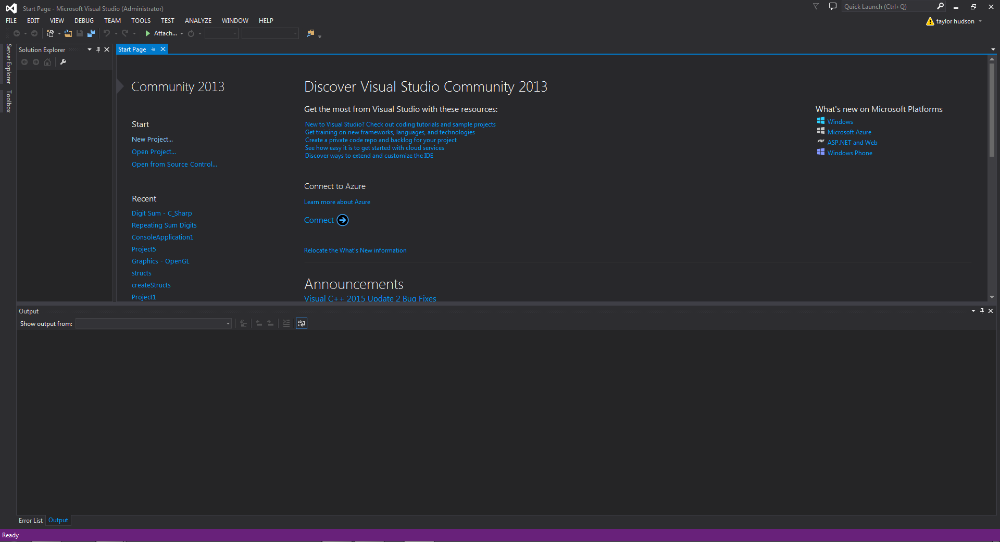 Start Page - Microsoft Visual Studio (Administrator)
Quick Launch (Ctrl+Q)
FILE EDIT VIEW DEBUG TEAM TOOLS TEST ANALYZE WINDOW HELP
taylor hudson
Attach...
Server Explorer
Toolbox
Solution Explorer
Start Page
Community 2013
Start
New Project...
Open Project...
Open from Source Control...
Recent
Digit Sum - C_Sharp
Repeating Sum Digits
ConsoleApplication1
Project5
Graphics - OpenGL
structs
createStructs
Project1
Discover Visual Studio Community 2013
Get the most from Visual Studio with these resources:
New to Visual Studio? Check out coding tutorials and sample projects
Get training on new frameworks, languages, and technologies
Create a private code repo and backlog for your project
See how easy it is to get started with cloud services
Discover ways to extend and customize the IDE
Connect to Azure
Learn more about Azure
Connect
Relocate the What's New information
Announcements
Visual C++ 2015 Update 2 Bug Fixes
What's new on Microsoft Platforms
Windows
Microsoft Azure
ASP.NET and Web
Windows Phone
Output
Show output from:
Error List Output
Ready